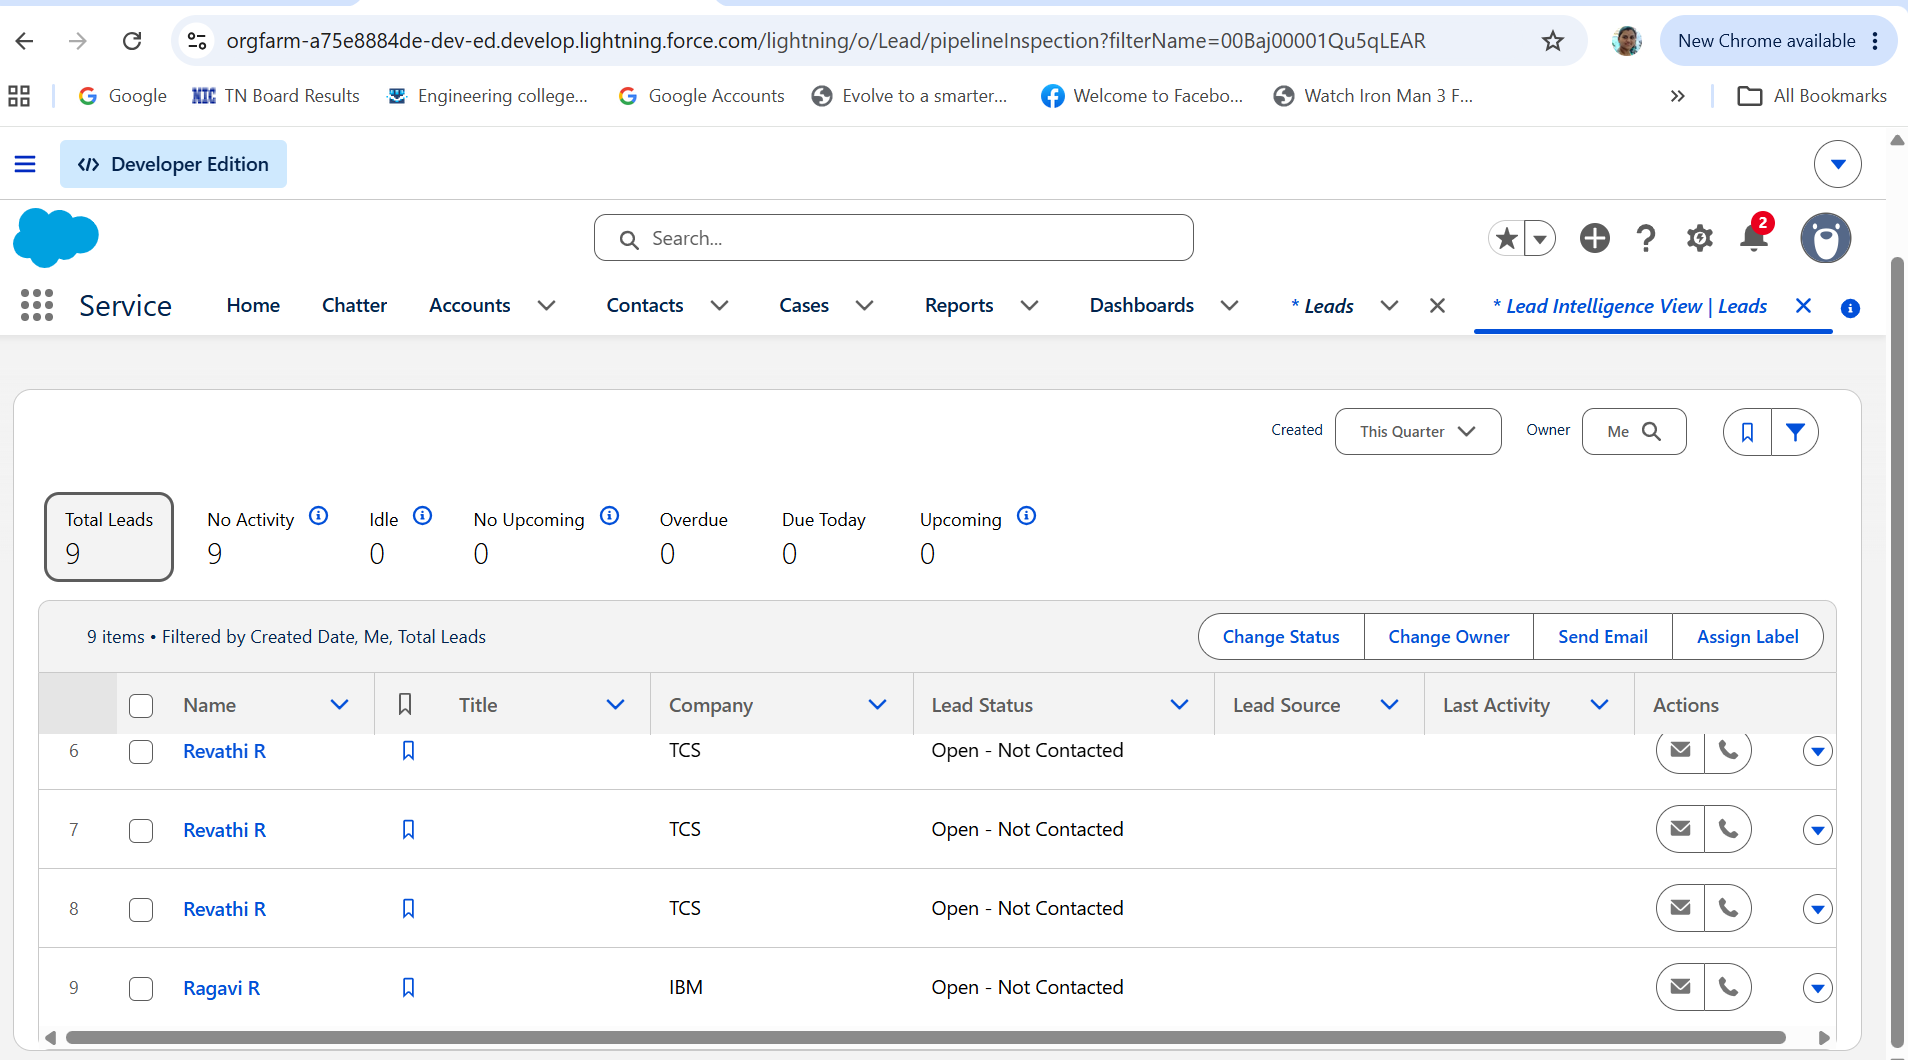 orgfarm-a75e8884de-dev-ed.develop.lightning.force.com/lightning/o/Lead/pipelineInspection?filterName=00Baj00001Qu5qLEAR
New Chrome available
Google
NIC TN Board Results
Engineering college...
Google Accounts
Evolve to a smarter...
Welcome to Facebo...
Watch Iron Man 3 F...
All Bookmarks
Developer Edition
Search...
2
Service
Home
Chatter
Accounts
Contacts
Cases
Reports
Dashboards
* Leads
* Lead Intelligence View | Leads
Created
This Quarter
Owner
Me
Total Leads
9
No Activity
9
Idle
0
No Upcoming
0
Overdue
0
Due Today
0
Upcoming
0
9 items • Filtered by Created Date, Me, Total Leads
Change Status
Change Owner
Send Email
Assign Label
Name Title Company Lead Status Lead Source Last Activity Actions
6 Revathi R TCS Open - Not Contacted
7 Revathi R TCS Open - Not Contacted
8 Revathi R TCS Open - Not Contacted
9 Ragavi R IBM Open - Not Contacted